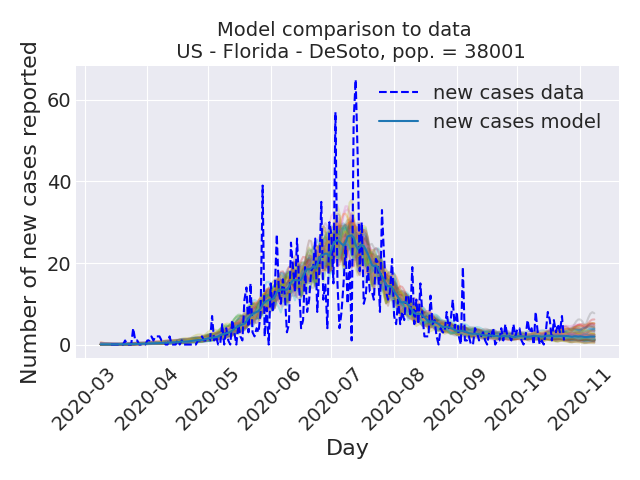 Model comparison to data
US - Florida - DeSoto, pop. = 38001
Number of new cases reported
60
40
20
0
new cases data
new cases model
2020-03
2020-04
2020-05
2020-06
2020-07
2020-08
2020-09
2020-10
2020-11
Day